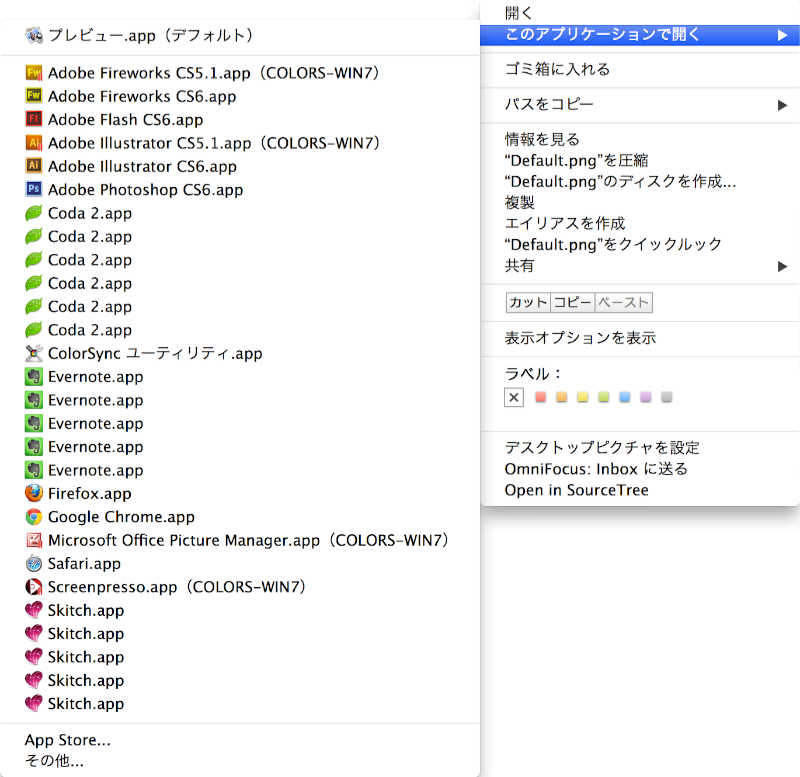 プレビュー.app（デフォルト）
Adobe Fireworks CS5.1.app（COLORS-WIN7）
Adobe Fireworks CS6.app
Adobe Flash CS6.app
Adobe Illustrator CS5.1.app（COLORS-WIN7）
Adobe Illustrator CS6.app
Adobe Photoshop CS6.app
Coda 2.app
Coda 2.app
Coda 2.app
Coda 2.app
Coda 2.app
Coda 2.app
ColorSync ユーティリティ.app
Evernote.app
Evernote.app
Evernote.app
Evernote.app
Evernote.app
Firefox.app
Google Chrome.app
Microsoft Office Picture Manager.app（COLORS-WIN7）
Safari.app
Screenpresso.app（COLORS-WIN7）
Skitch.app
Skitch.app
Skitch.app
Skitch.app
Skitch.app
App Store...
その他...
開く
このアプリケーションで開く
ゴミ箱に入れる
パスをコピー
情報を見る
“Default.png”を圧縮
“Default.png”のディスクを作成...
複製
エイリアスを作成
“Default.png”をクイックルック
共有
カット コピー ペースト
表示オプションを表示
ラベル：
デスクトップピクチャを設定
OmniFocus: Inbox に送る
Open in SourceTree